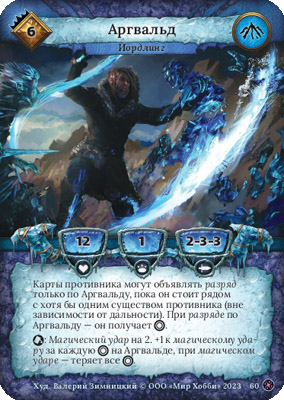 6
Аргвальд
Йордлинг
12
1
2-3-3
Карты противника могут объявлять разряд
только по Аргвальду, пока он стоит рядом
с хотя бы одним существом противника (вне
зависимости от дальности). При разряде по
Аргвальду — он получает .
: Магический удар на 2. +1 к магическому уда-
ру за каждую на Аргвальде, при магическом
ударе — теряет все .
Худ. Валерий Зимницкий © ООО «Мир Хобби» 2023
60